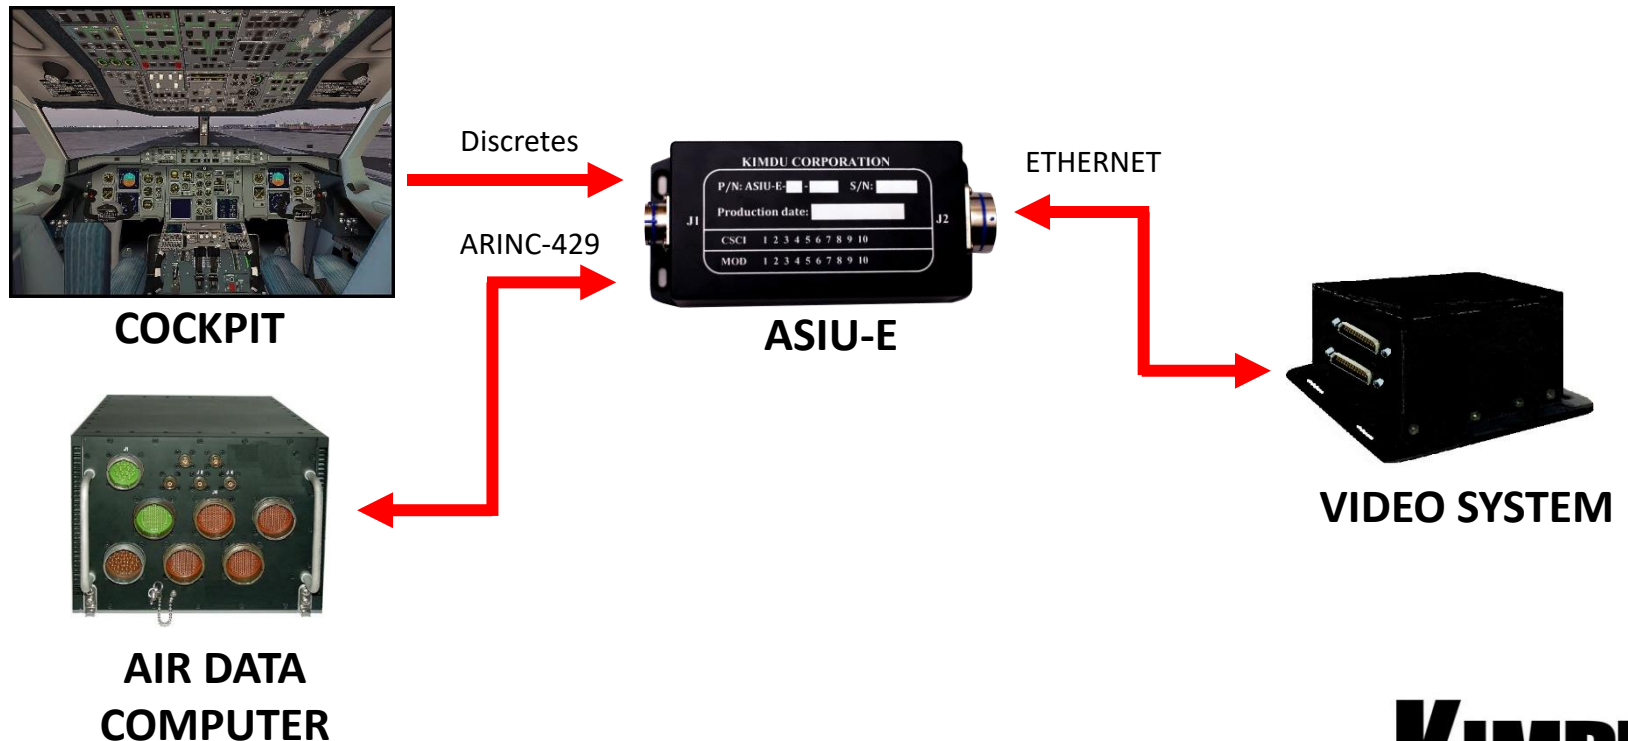 Discretes
ARINC-429
ETHERNET
KIMDU CORPORATION
P/N: ASIU-E- - S/N:
Production date:
J1
J2
CSCI 1 2 3 4 5 6 7 8 9 10
MOD 1 2 3 4 5 6 7 8 9 10
COCKPIT
ASIU-E
J1
VIDEO SYSTEM
AIR DATA
COMPUTER